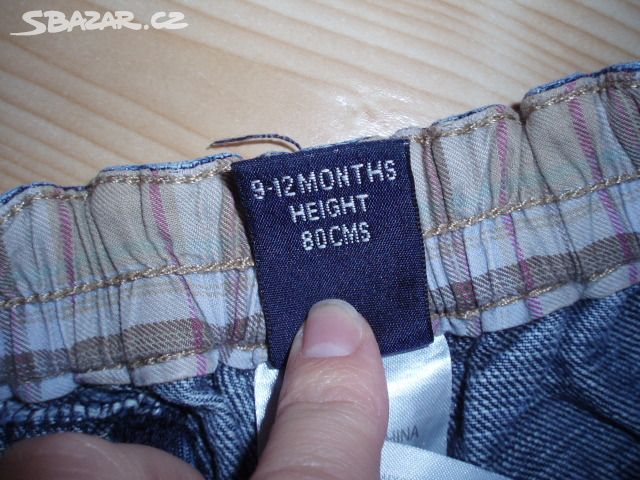 SBAZAR.CZ
9-12 MONTHS
HEIGHT
80CMS